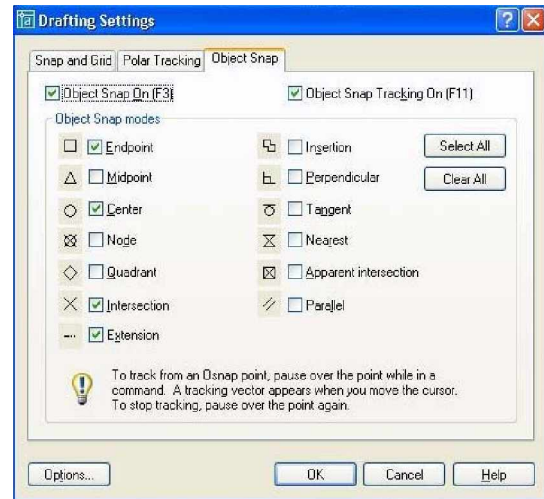 Drafting Settings
Snap and Grid Polar Tracking Object Snap
Object Snap On (F3) Object Snap Tracking On (F11)
Object Snap modes
Endpoint Insertion Select All
Midpoint Perpendicular Clear All
Center Tangent
Node Nearest
Quadrant Apparent intersection
Intersection Parallel
Extension
To track from an Osnap point, pause over the point while in a
command. A tracking vector appears when you move the cursor.
To stop tracking, pause over the point again.
Options... OK Cancel Help